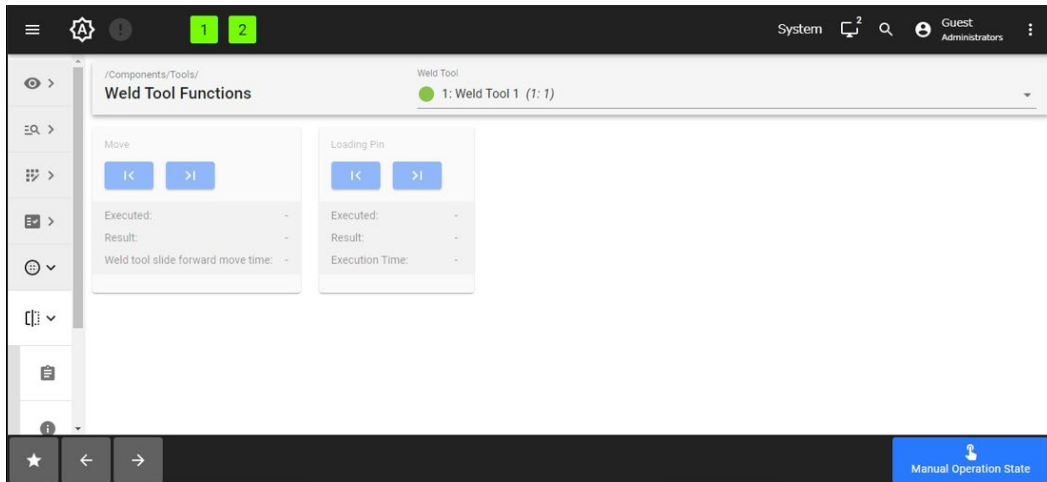 A
1
2
System
2
Guest
Administrators
/Components/Tools/
Weld Tool Functions
Weld Tool
1: Weld Tool 1 (1: 1)
Move
Loading Pin
Executed: -
Result: -
Weld tool slide forward move time: -
Executed: -
Result: -
Execution Time: -
Manual Operation State